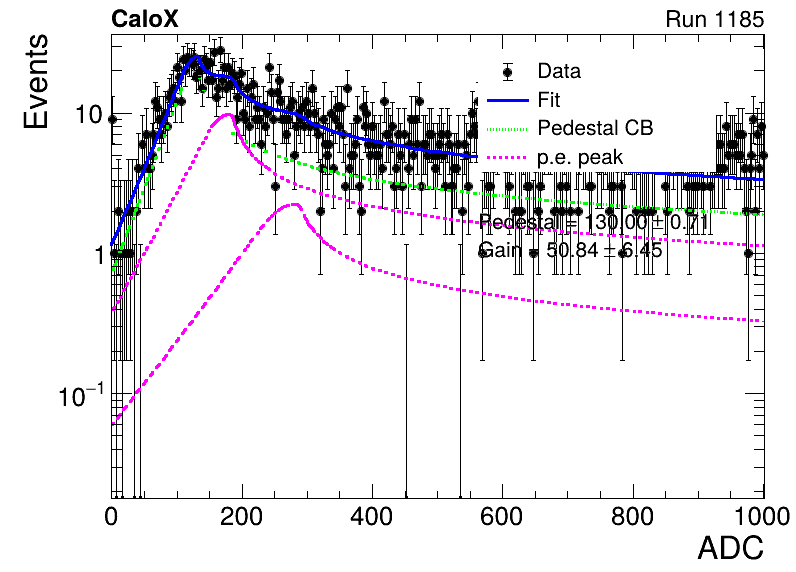 CaloX Run 1185
Events
10
1
10⁻¹
Data
Fit
Pedestal CB
p.e. peak
Pedestal = 130.00 ± 0.71
Gain = 50.84 ± 6.45
0 200 400 600 800 1000
ADC